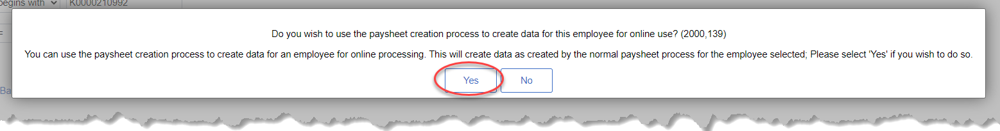 begins with K0000210992
=
Do you wish to use the paysheet creation process to create data for this employee for online use? (2000,139)
You can use the paysheet creation process to create data for an employee for online processing. This will create data as created by the normal paysheet process for the employee selected; Please select 'Yes' if you wish to do so.
Yes No
Ba